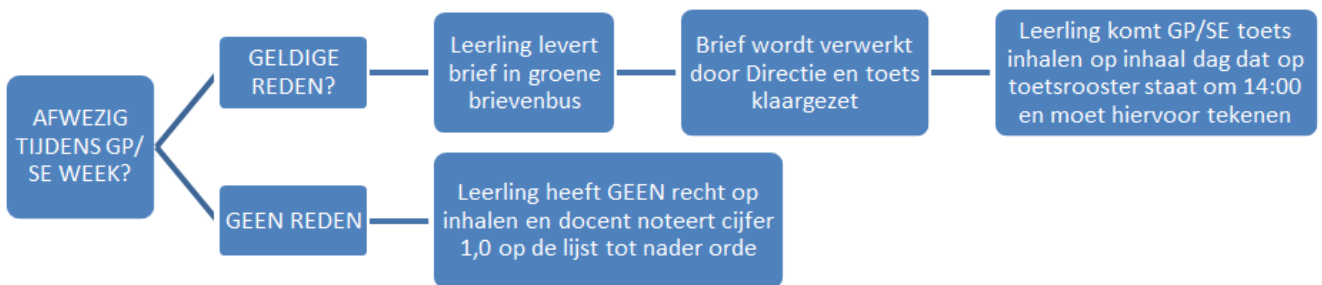 AFWEZIG
TIJDENS GP/
SE WEEK?
GELDIGE
REDEN?
Leerling levert
brief in groene
brievenbus
Brief wordt verwerkt
door Directie en toets
klaargezet
Leerling komt GP/SE toets
inhalen op inhaal dag dat op
toetsrooster staat om 14:00
en moet hiervoor tekenen
GEEN REDEN
Leerling heeft GEEN recht op
inhalen en docent noteert cijfer
1,0 op de lijst tot nader orde